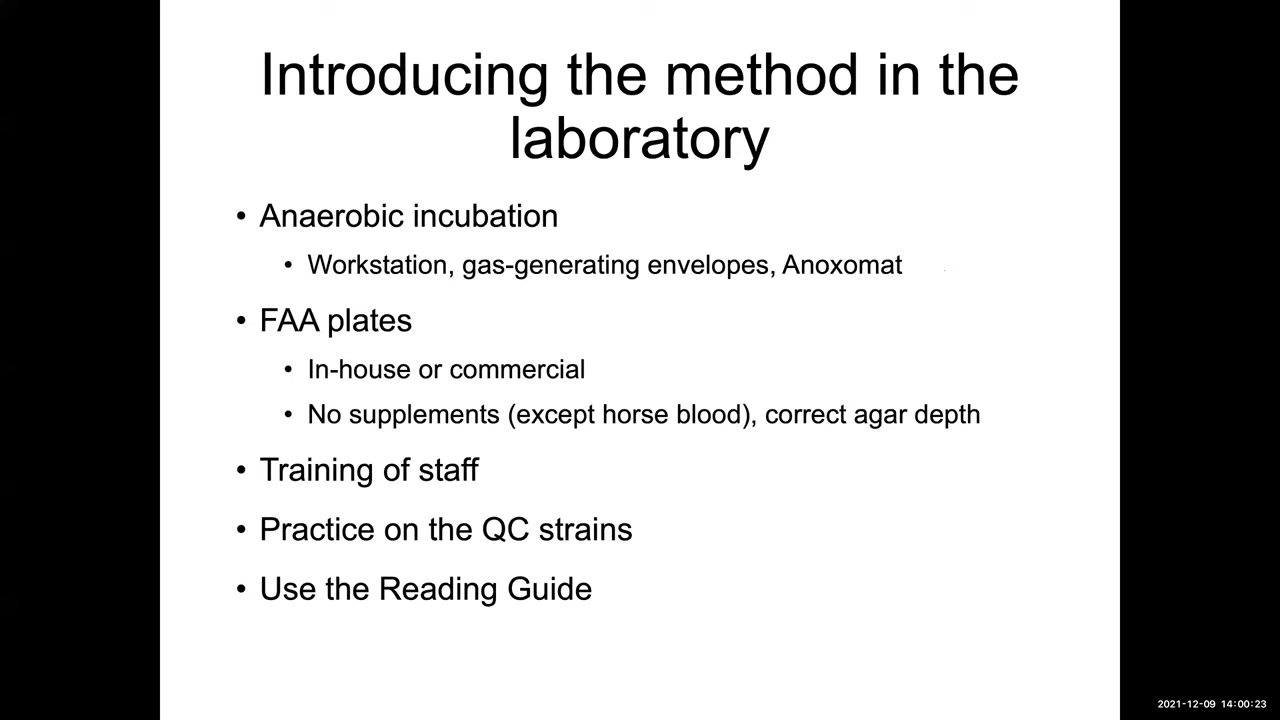 Introducing the method in the
laboratory
• Anaerobic incubation
• Workstation, gas-generating envelopes, Anoxomat
• FAA plates
• In-house or commercial
• No supplements (except horse blood), correct agar depth
• Training of staff
• Practice on the QC strains
• Use the Reading Guide
2021-12-09 14:00:23